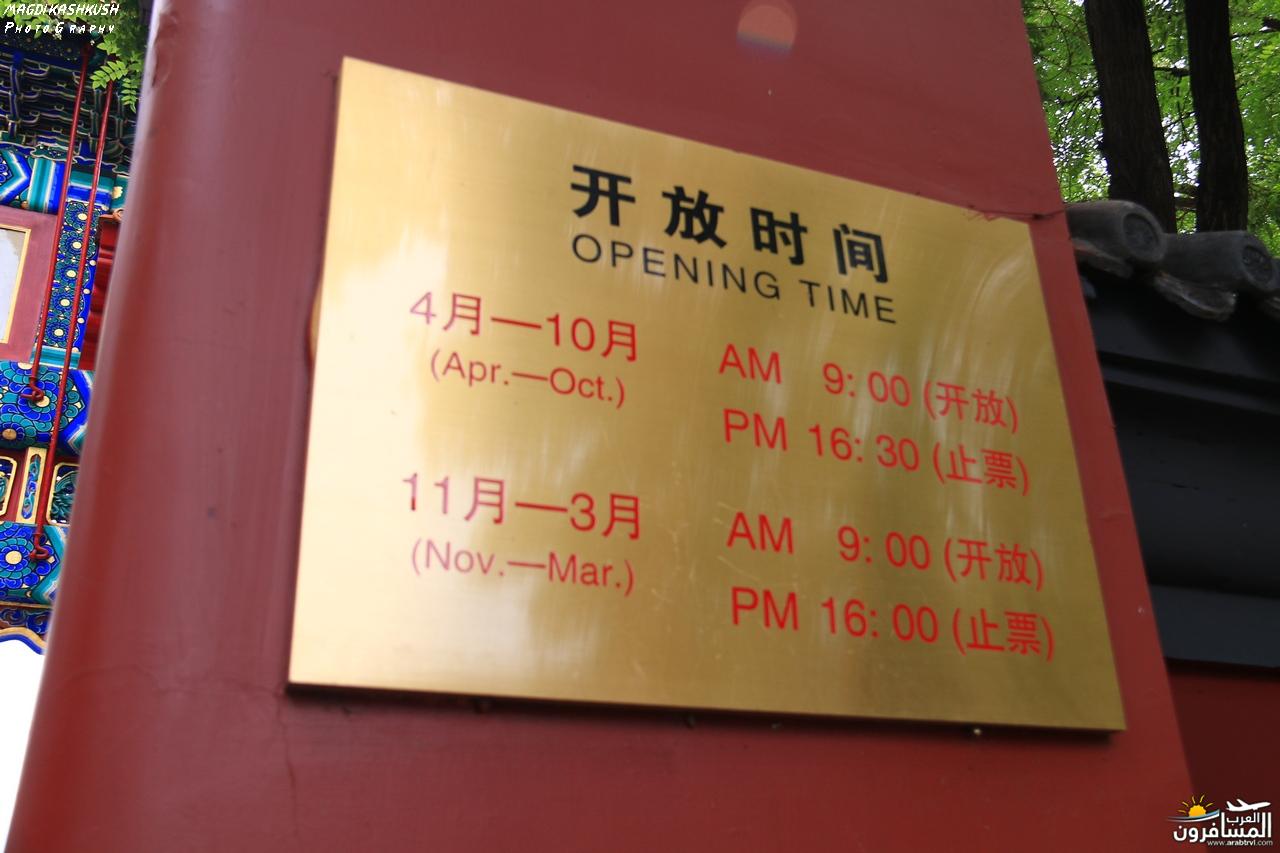 MAGDIKASHKUSH
PHOTOGRAPHY
开放时间
OPENING TIME
4月—10月
(Apr.—Oct.)
AM 9:00 (开放)
PM 16:30 (止票)
11月—3月
(Nov.—Mar.)
AM 9:00 (开放)
PM 16:00 (止票)
العرب
المسافرون
www.arabtrvl.com